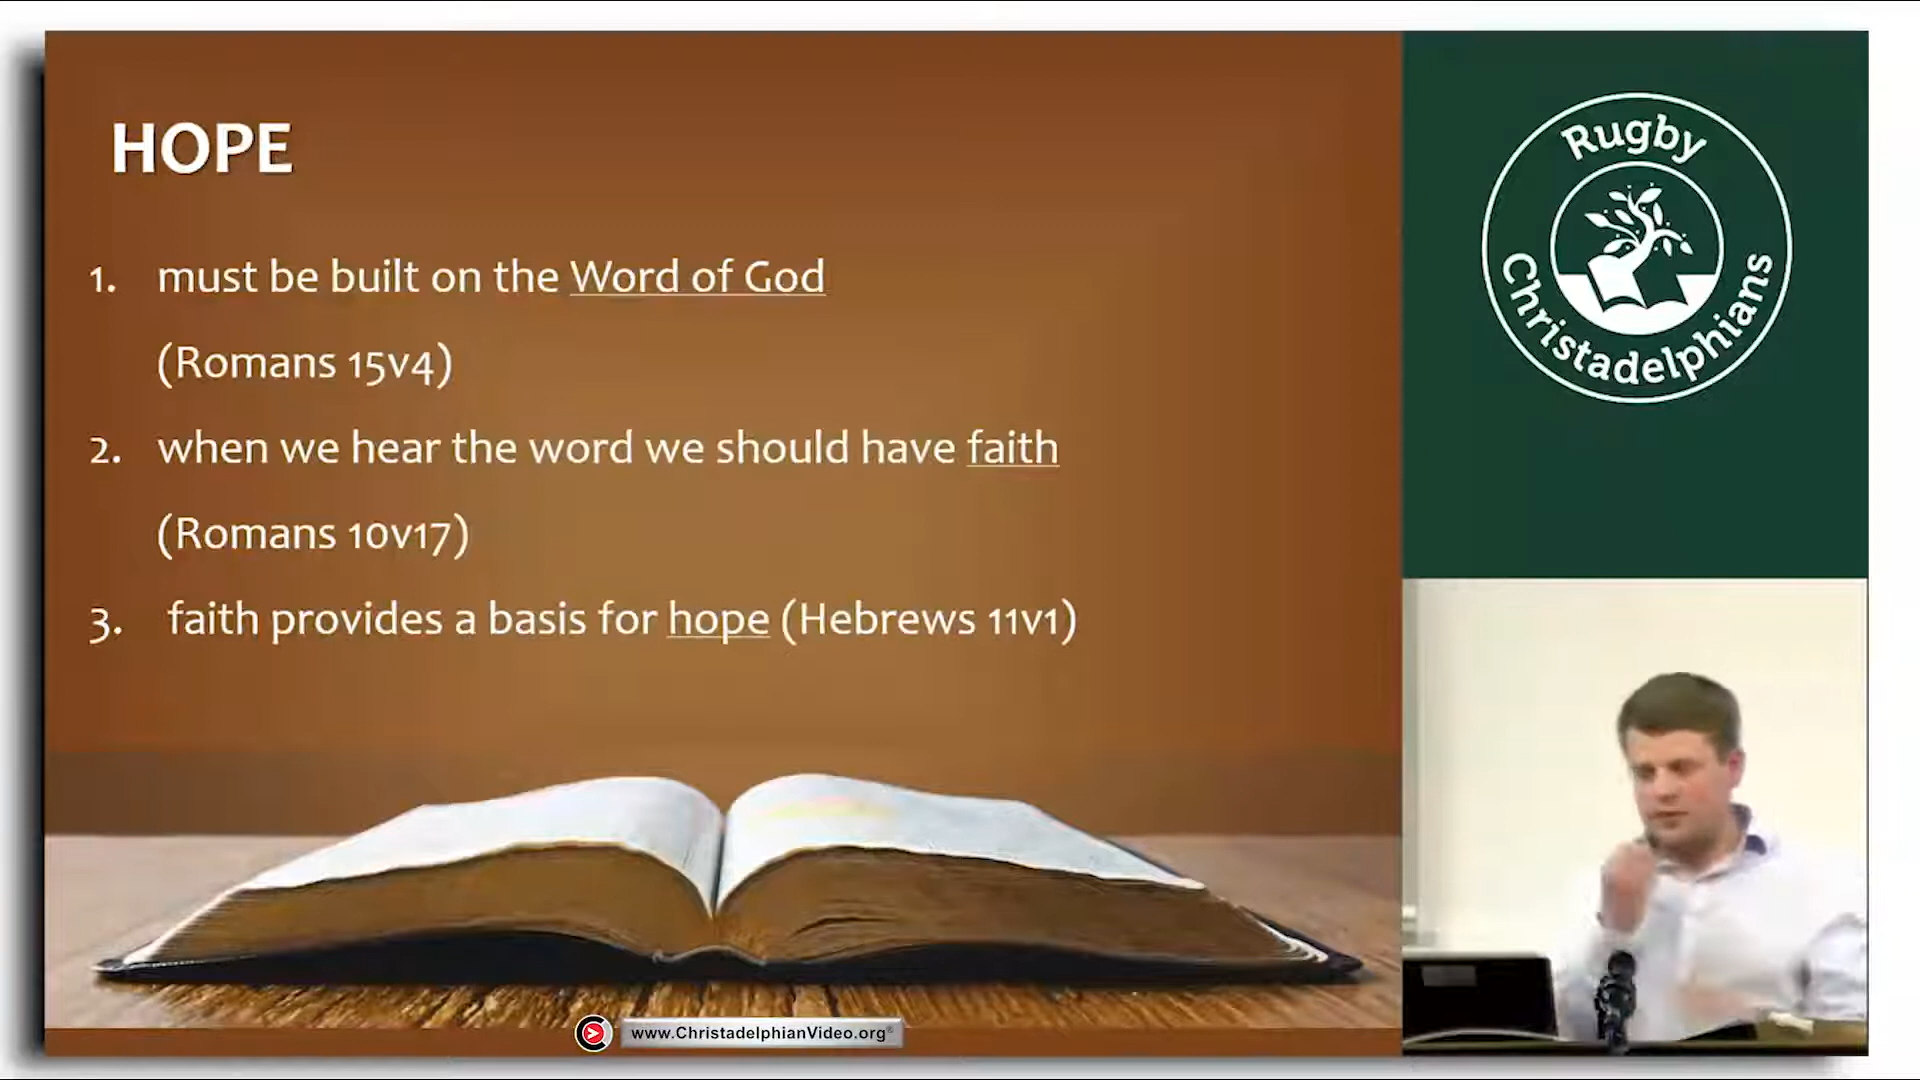 HOPE
1. must be built on the Word of God
(Romans 15v4)
2. when we hear the word we should have faith
(Romans 10v17)
3. faith provides a basis for hope (Hebrews 11v1)
Rugby
Christadelphians
www.ChristadelphianVideo.org®